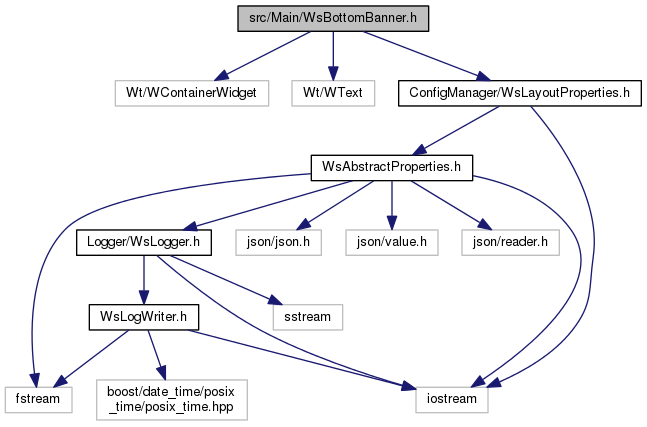 src/Main/WsBottomBanner.h
Wt/WContainerWidget
Wt/WText
ConfigManager/WsLayoutProperties.h
WsAbstractProperties.h
Logger/WsLogger.h
json/json.h
json/value.h
json/reader.h
WsLogWriter.h
sstream
fstream
boost/date_time/posix
_time/posix_time.hpp
iostream